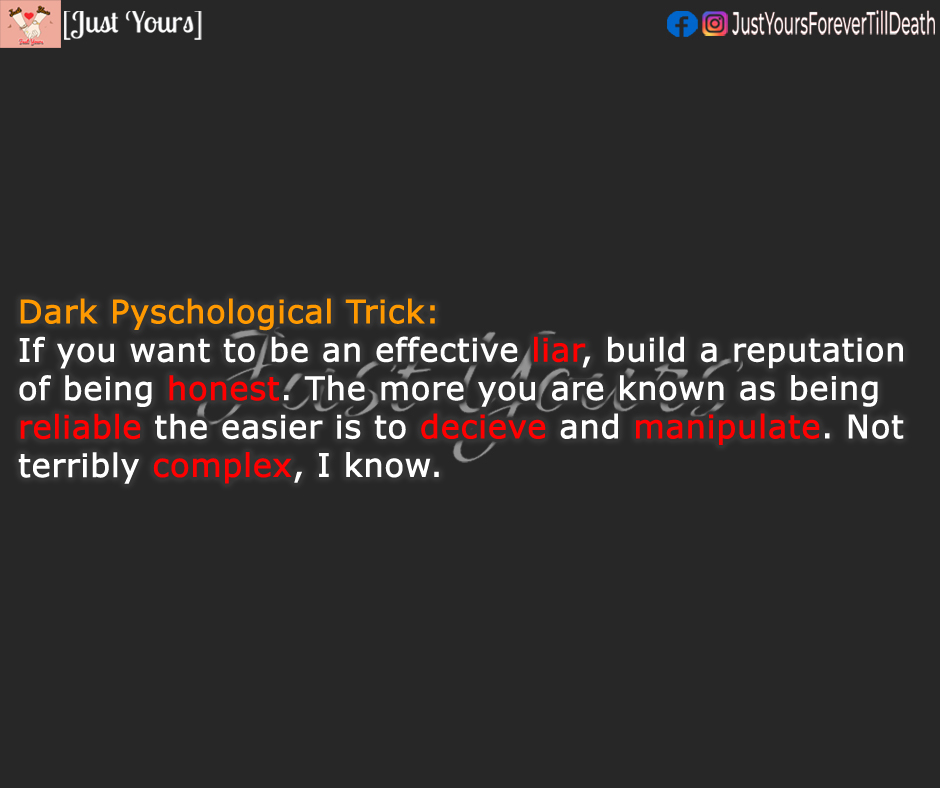 [Just Yours]
JustYoursForeverTillDeath
Dark Pyschological Trick:
If you want to be an effective liar, build a reputation
of being honest. The more you are known as being
reliable the easier is to decieve and manipulate. Not
terribly complex, I know.
Just Yours
Just Yours